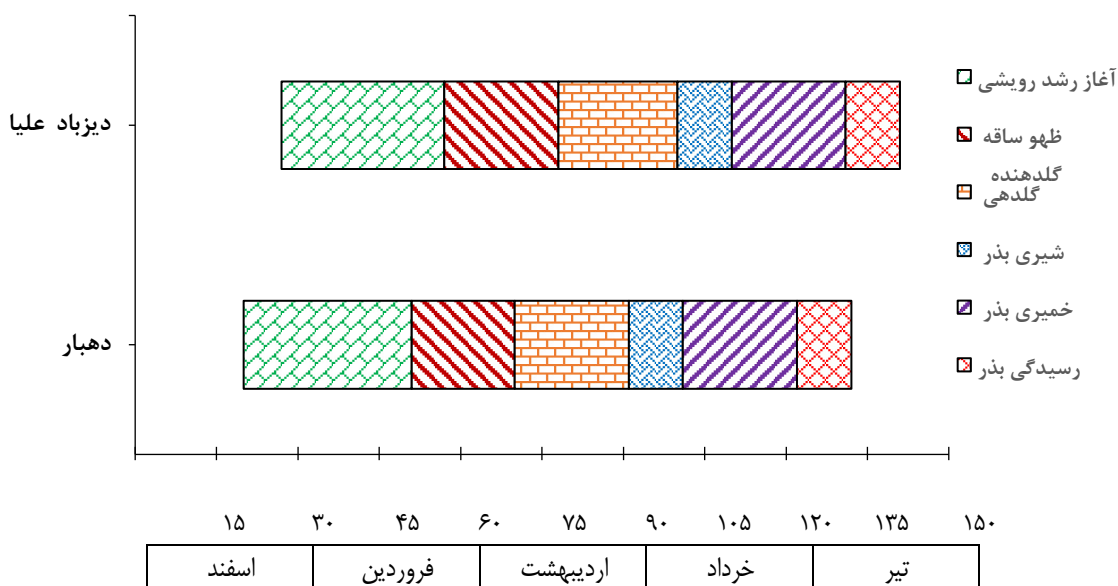 دیزباد علیا
دهبار
آغاز رشد رویشی
ظهو ساقه
گلدهنده
گلدهی
شیری بذر
خمیری بذر
رسیدگی بذر
۱۵ ۳۰ ۴۵ ۶۰ ۷۵ ۹۰ ۱۰۵ ۱۲۰ ۱۳۵ ۱۵۰
اسفند فروردین اردیبهشت خرداد تیر